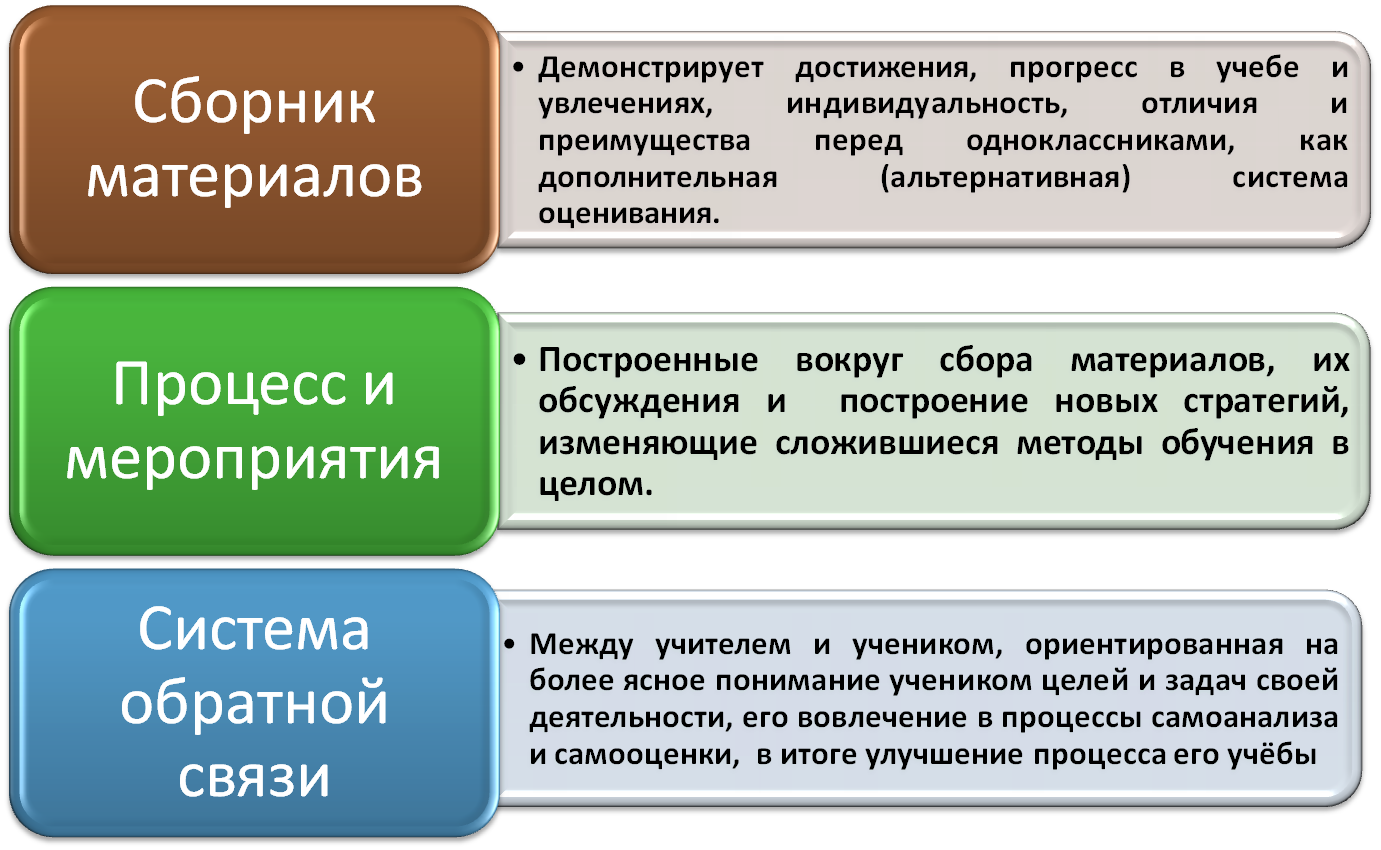 Сборник
материалов
• Демонстрирует достижения, прогресс в учебе и
увлечениях, индивидуальность, отличия и
преимущества перед одноклассниками, как
дополнительная (альтернативная) система
оценивания.
Процесс и
мероприятия
• Построенные вокруг сбора материалов, их
обсуждения и построение новых стратегий,
изменяющие сложившиеся методы обучения в
целом.
Система
обратной
связи
• Между учителем и учеником, ориентированная на
более ясное понимание учеником целей и задач своей
деятельности, его вовлечение в процессы самоанализа
и самооценки, в итоге улучшение процесса его учёбы